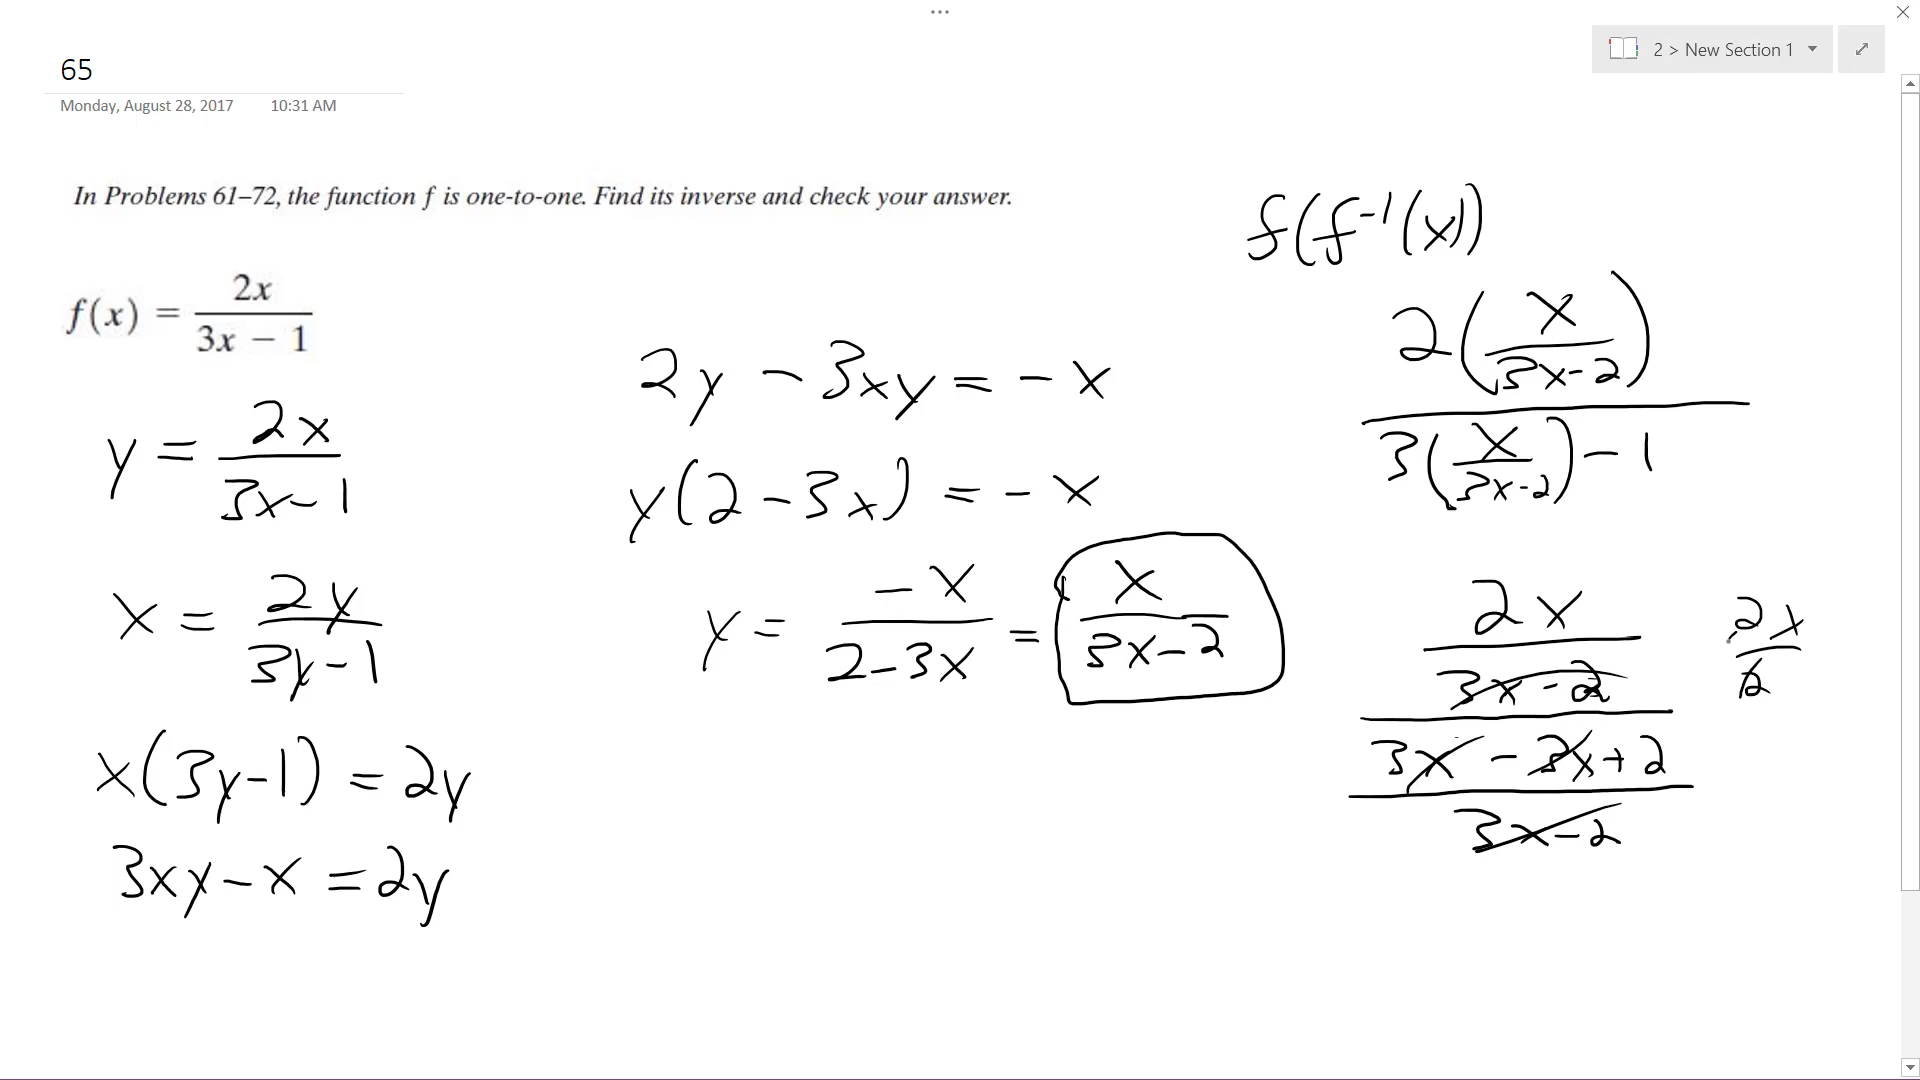 65
Monday, August 28, 2017 10:31 AM
2 > New Section 1
In Problems 61–72, the function f is one-to-one. Find its inverse and check your answer.
f(x) = 2x / 3x − 1
y = 2x / 3x-1
x = 2y / 3y-1
x(3y-1) = 2y
3xy - x = 2y
2y - 3xy = - x
y(2 - 3x) = - x
y = -x / 2-3x = x / 3x-2
f(f⁻¹(x))
2(x / 3x-2)
3(x / 3x-2) - 1
2x
3x-2
3x - 3x + 2
3x-2
2x
2